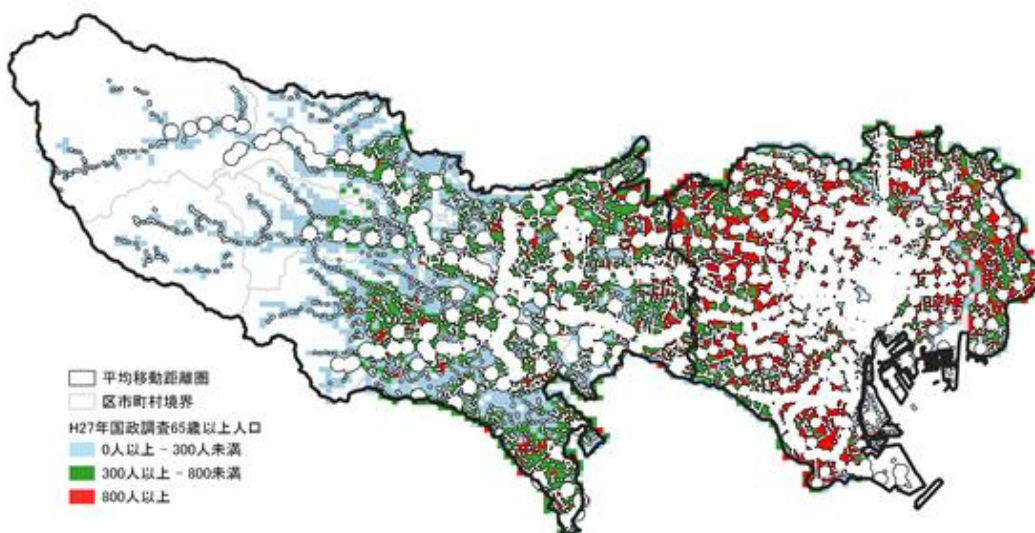 平均移動距離圏
区市町村境界
H27年国政調査65歳以上人口
0人以上 - 300人未満
300人以上 - 800未満
800人以上